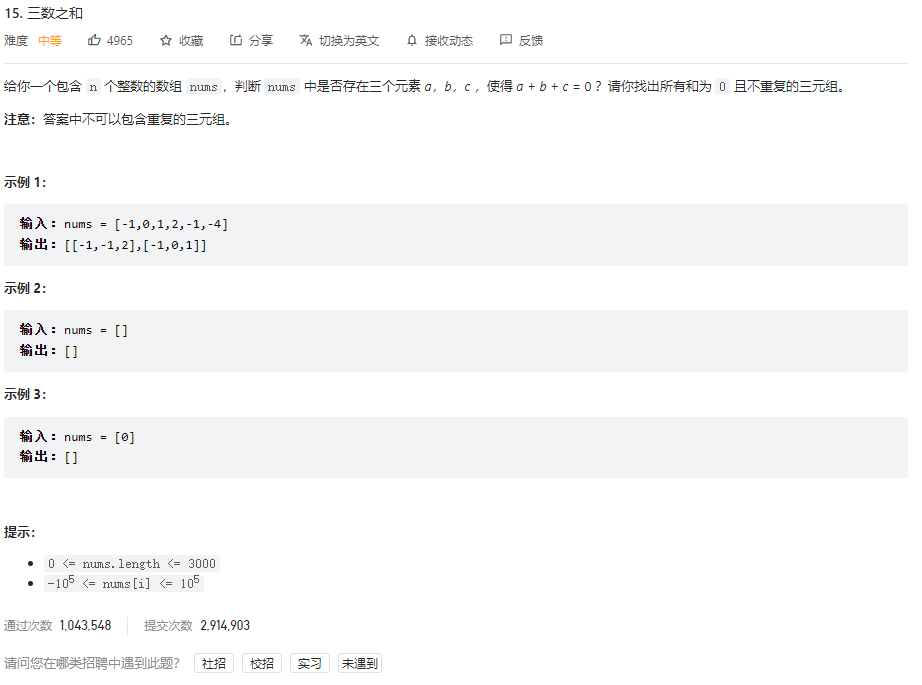 15. 三数之和
难度 中等 4965 收藏 分享 切换为英文 接收动态 反馈
给你一个包含 n 个整数的数组 nums，判断 nums 中是否存在三个元素 a，b，c ，使得 a + b + c = 0 ？请你找出所有和为 0 且不重复的三元组。
注意：答案中不可以包含重复的三元组。
示例 1：
输入：nums = [-1,0,1,2,-1,-4]
输出：[[-1,-1,2],[-1,0,1]]
示例 2：
输入：nums = []
输出：[]
示例 3：
输入：nums = [0]
输出：[]
提示：
0 <= nums.length <= 3000
-10⁵ <= nums[i] <= 10⁵
通过次数 1,043,548 提交次数 2,914,903
请问您在哪类招聘中遇到此题？ 社招 校招 实习 未遇到